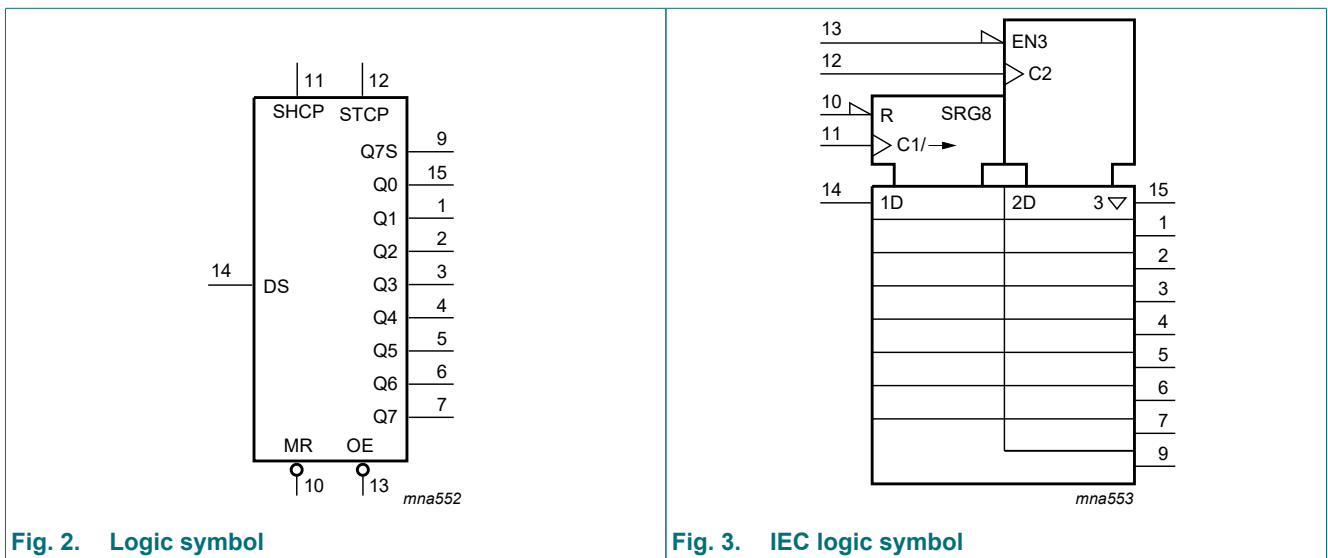 11 12
SHCP STCP
Q7S 9
Q0 15
Q1 1
Q2 2
14 DS Q3 3
Q4 4
Q5 5
Q6 6
Q7 7
MR OE
10 13
mna552
Fig. 2. Logic symbol
13 EN3
12 C2
10 R SRG8
11 C1/→
14 1D 2D 3 ▽ 15
1
2
3
4
5
6
7
9
mna553
Fig. 3. IEC logic symbol